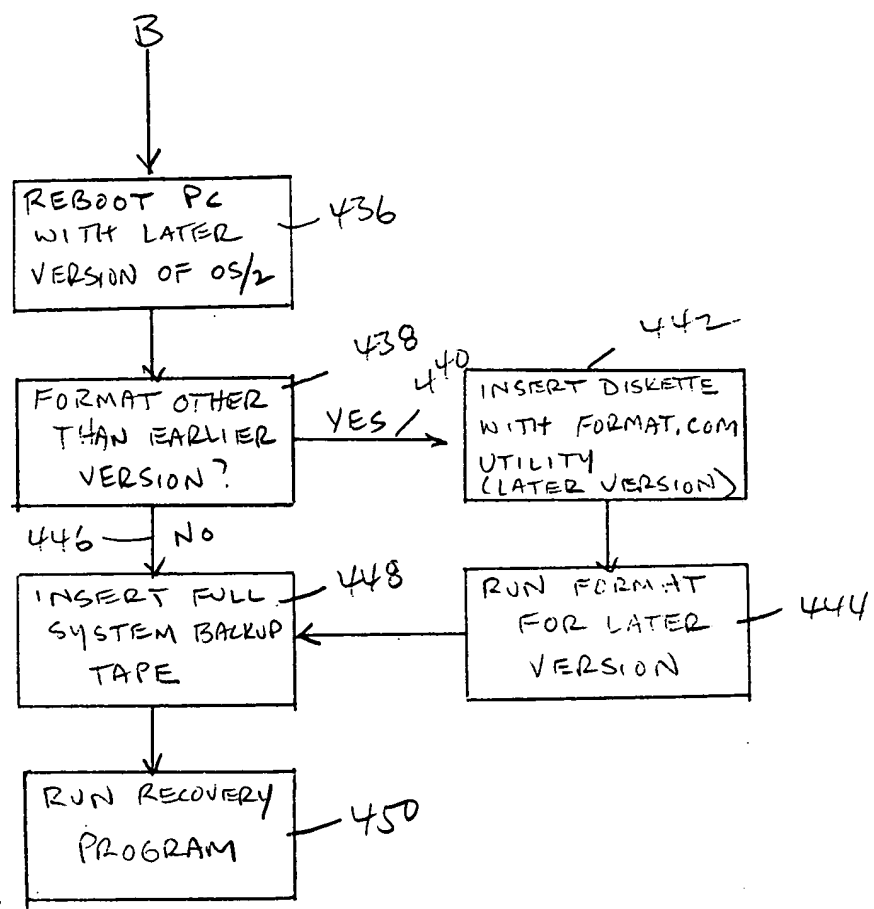 B
REBOOT PC
WITH LATER
VERSION OF OS/2
436
438
FORMAT OTHER
THAN EARLIER
VERSION?
YES
440
442
INSERT DISKETTE
WITH FORMAT.COM
UTILITY
(LATER VERSION)
446
NO
448
INSERT FULL
SYSTEM BACKUP
TAPE
RUN FORMAT
FOR LATER
VERSION
444
RUN RECOVERY
PROGRAM
450